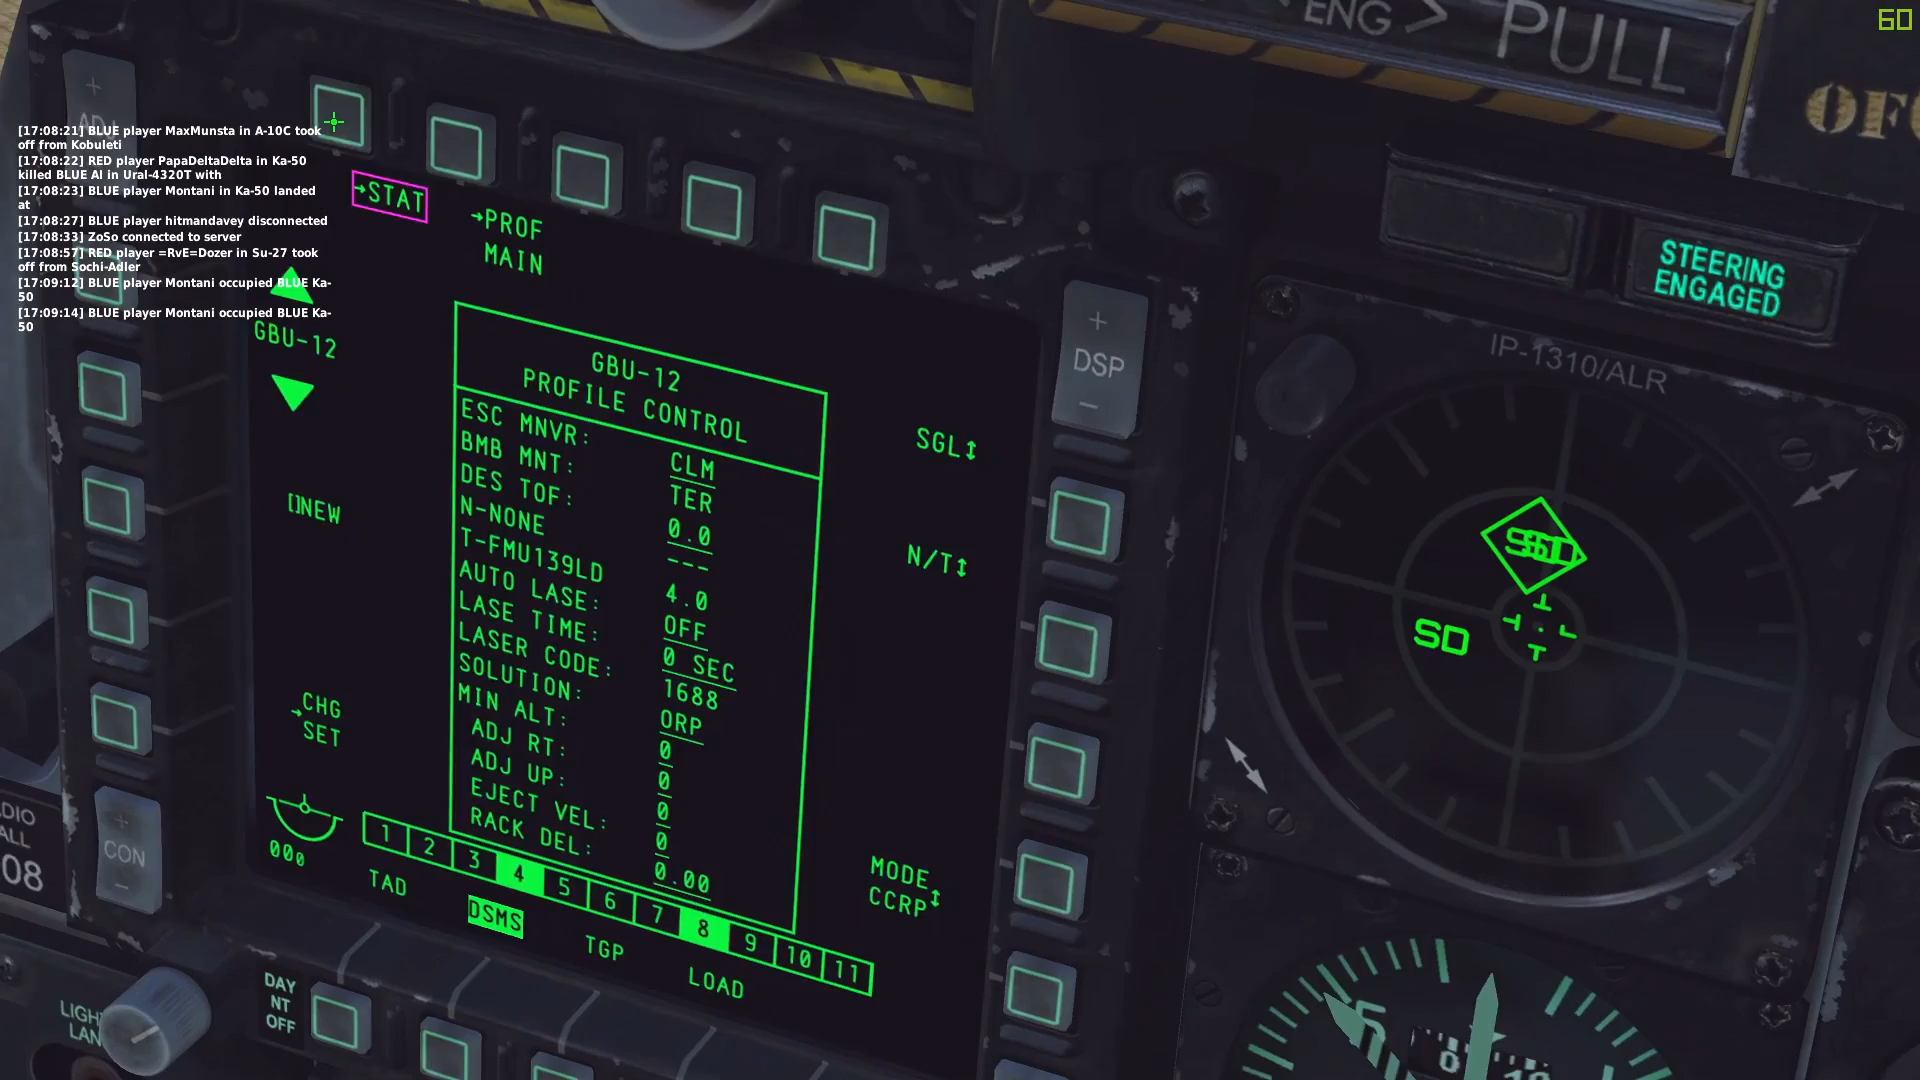 60
ENG > PULL
ADJ
[17:08:21] BLUE player MaxMunsta in A-10C took
off from Kobuleti
[17:08:22] RED player PapaDeltaDelta in Ka-50
killed BLUE AI in Ural-4320T with
[17:08:23] BLUE player Montani in Ka-50 landed
at
[17:08:27] BLUE player hitmandavey disconnected
[17:08:33] ZoSo connected to server
[17:08:57] RED player =RvE=Dozer in Su-27 took
off from Sochi-Adler
[17:09:12] BLUE player Montani occupied BLUE Ka-
50
[17:09:14] BLUE player Montani occupied BLUE Ka-
50
→STAT
→PROF
MAIN
GBU-12
[]NEW
→CHG
SET
000
GBU-12
PROFILE CONTROL
ESC MNVR: CLM
BMB MNT: TER
DES TOF: 0.0
N-NONE ---
T-FMU139LD 4.0
AUTO LASE: OFF
LASE TIME: 0 SEC
LASER CODE: 1688
SOLUTION: ORP
MIN ALT: 0
ADJ RT: 0
ADJ UP: 0
EJECT VEL: 0
RACK DEL: 0.00
SGL↕
N/T↕
MODE
CCRP↕
1 2 3 4 5 6 7 8 9 10 11
TAD
DSMS
TGP
LOAD
+
DSP
-
+
CON
-
DAY
NT
OFF
08
STEERING
ENGAGED
IP-1310/ALR
SD